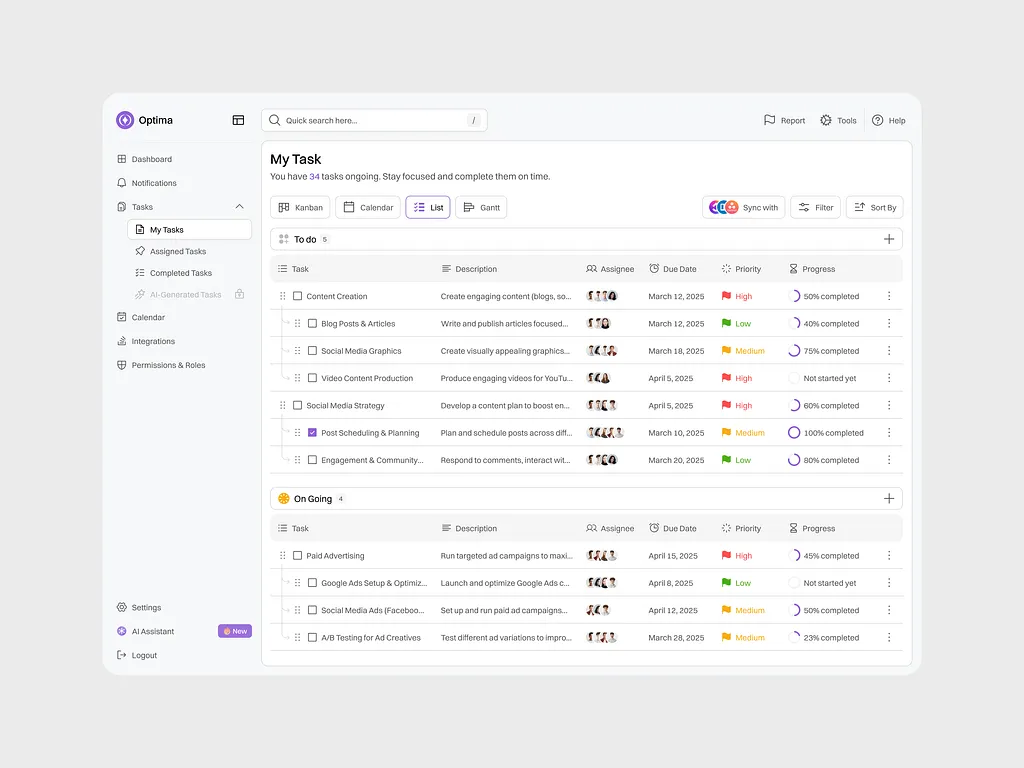 Optima
Quick search here...
/
Report
Tools
Help
Dashboard
Notifications
Tasks
My Tasks
Assigned Tasks
Completed Tasks
AI-Generated Tasks
Calendar
Integrations
Permissions & Roles
Settings
AI Assistant
New
Logout
My Task
You have 34 tasks ongoing. Stay focused and complete them on time.
Kanban
Calendar
List
Gantt
Sync with
Filter
Sort By
To do 5
Task Description Assignee Due Date Priority Progress
Content Creation Create engaging content (blogs, so... March 12, 2025 High 50% completed
Blog Posts & Articles Write and publish articles focused... March 12, 2025 Low 40% completed
Social Media Graphics Create visually appealing graphics... March 18, 2025 Medium 75% completed
Video Content Production Produce engaging videos for YouTu... April 5, 2025 High Not started yet
Social Media Strategy Develop a content plan to boost en... April 5, 2025 High 60% completed
Post Scheduling & Planning Plan and schedule posts across diff... March 10, 2025 Medium 100% completed
Engagement & Community... Respond to comments, interact wit... March 20, 2025 Low 80% completed
On Going 4
Task Description Assignee Due Date Priority Progress
Paid Advertising Run targeted ad campaigns to maxi... April 15, 2025 High 45% completed
Google Ads Setup & Optimiz... Launch and optimize Google Ads c... April 8, 2025 Low Not started yet
Social Media Ads (Faceboo... Set up and run paid ad campaigns... April 12, 2025 Medium 50% completed
A/B Testing for Ad Creatives Test different ad variations to impro... March 28, 2025 Medium 23% completed